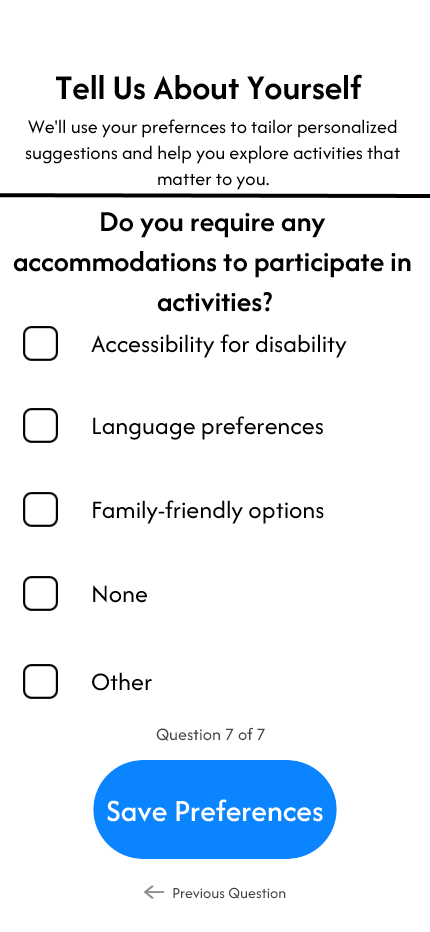 Tell Us About Yourself
We'll use your prefernces to tailor personalized
suggestions and help you explore activities that
matter to you.
Do you require any
accommodations to participate in
activities?
Accessibility for disability
Language preferences
Family-friendly options
None
Other
Question 7 of 7
Save Preferences
Previous Question